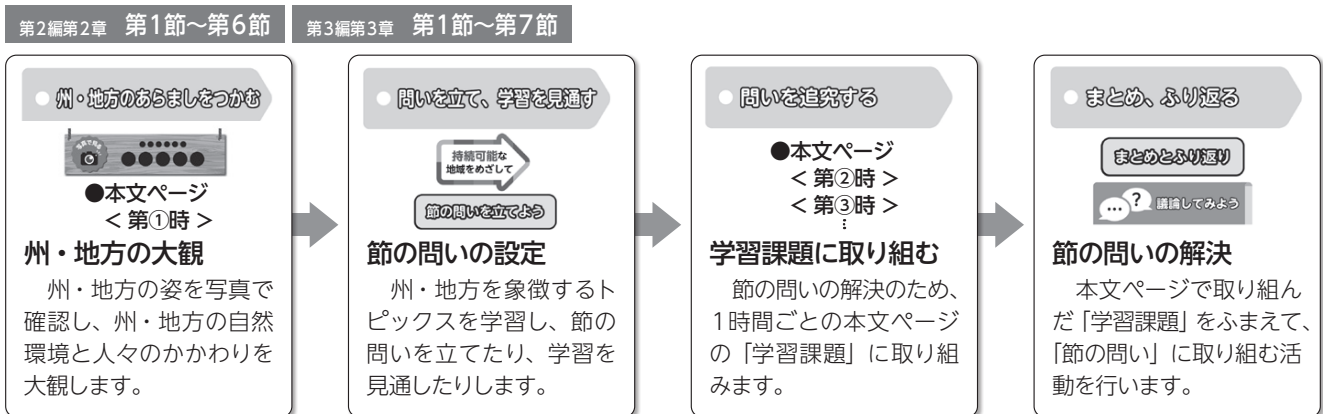 第2編第2章 第1節～第6節
第3編第3章 第1節～第7節
州・地方のあらましをつかむ
写真で見る
●●●●●●
●●●●●
●本文ページ
< 第①時 >
州・地方の大観
州・地方の姿を写真で
確認し、州・地方の自然
環境と人々のかかわりを
大観します。
問いを立て、学習を見通す
持続可能な
地域をめざして
節の問いを立てよう
節の問いの設定
州・地方を象徴するト
ピックスを学習し、節の
問いを立てたり、学習を
見通したりします。
問いを追究する
●本文ページ
< 第②時 >
< 第③時 >
⋮
学習課題に取り組む
節の問いの解決のため、
1時間ごとの本文ページ
の「学習課題」に取り組
みます。
まとめ、ふり返る
まとめとふり返り
…?
議論してみよう
節の問いの解決
本文ページで取り組ん
だ「学習課題」をふまえて、
「節の問い」に取り組む活
動を行います。